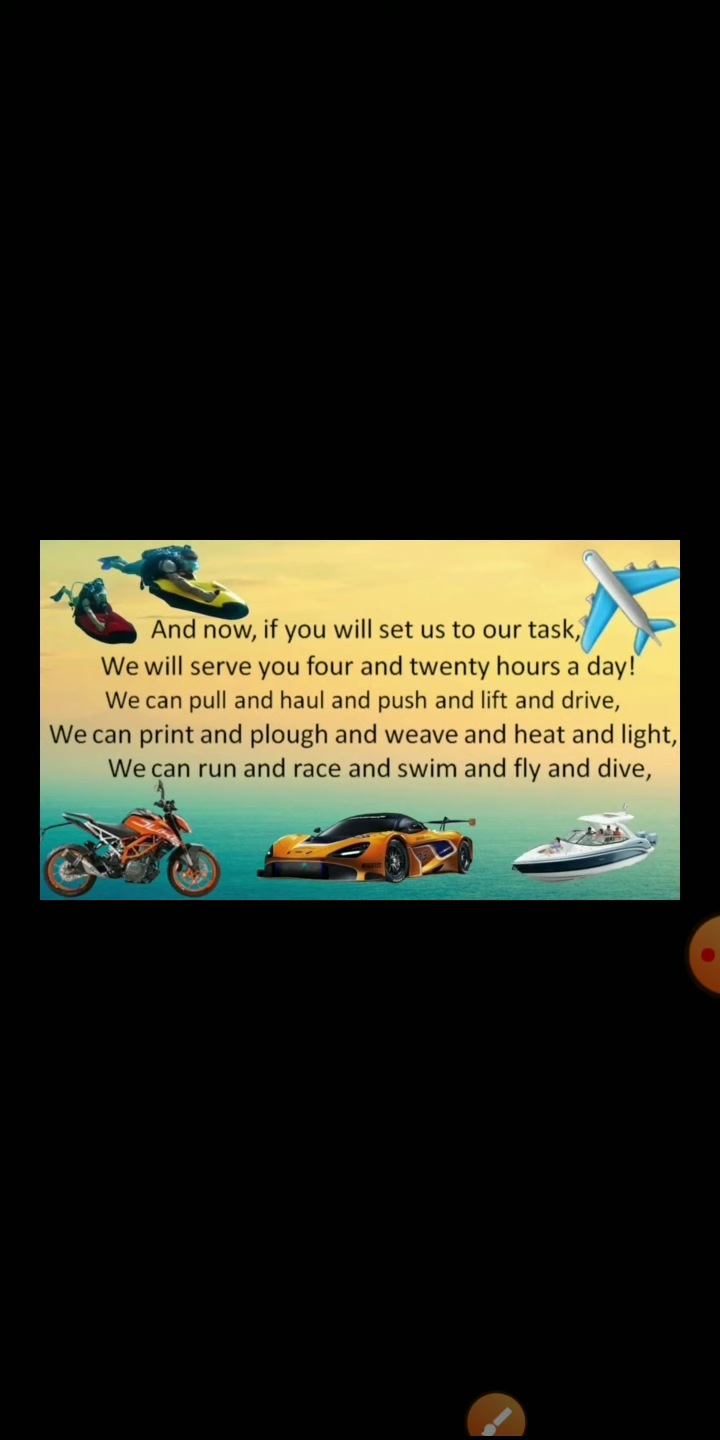 And now, if you will set us to our task,
We will serve you four and twenty hours a day!
We can pull and haul and push and lift and drive,
We can print and plough and weave and heat and light,
We can run and race and swim and fly and dive,